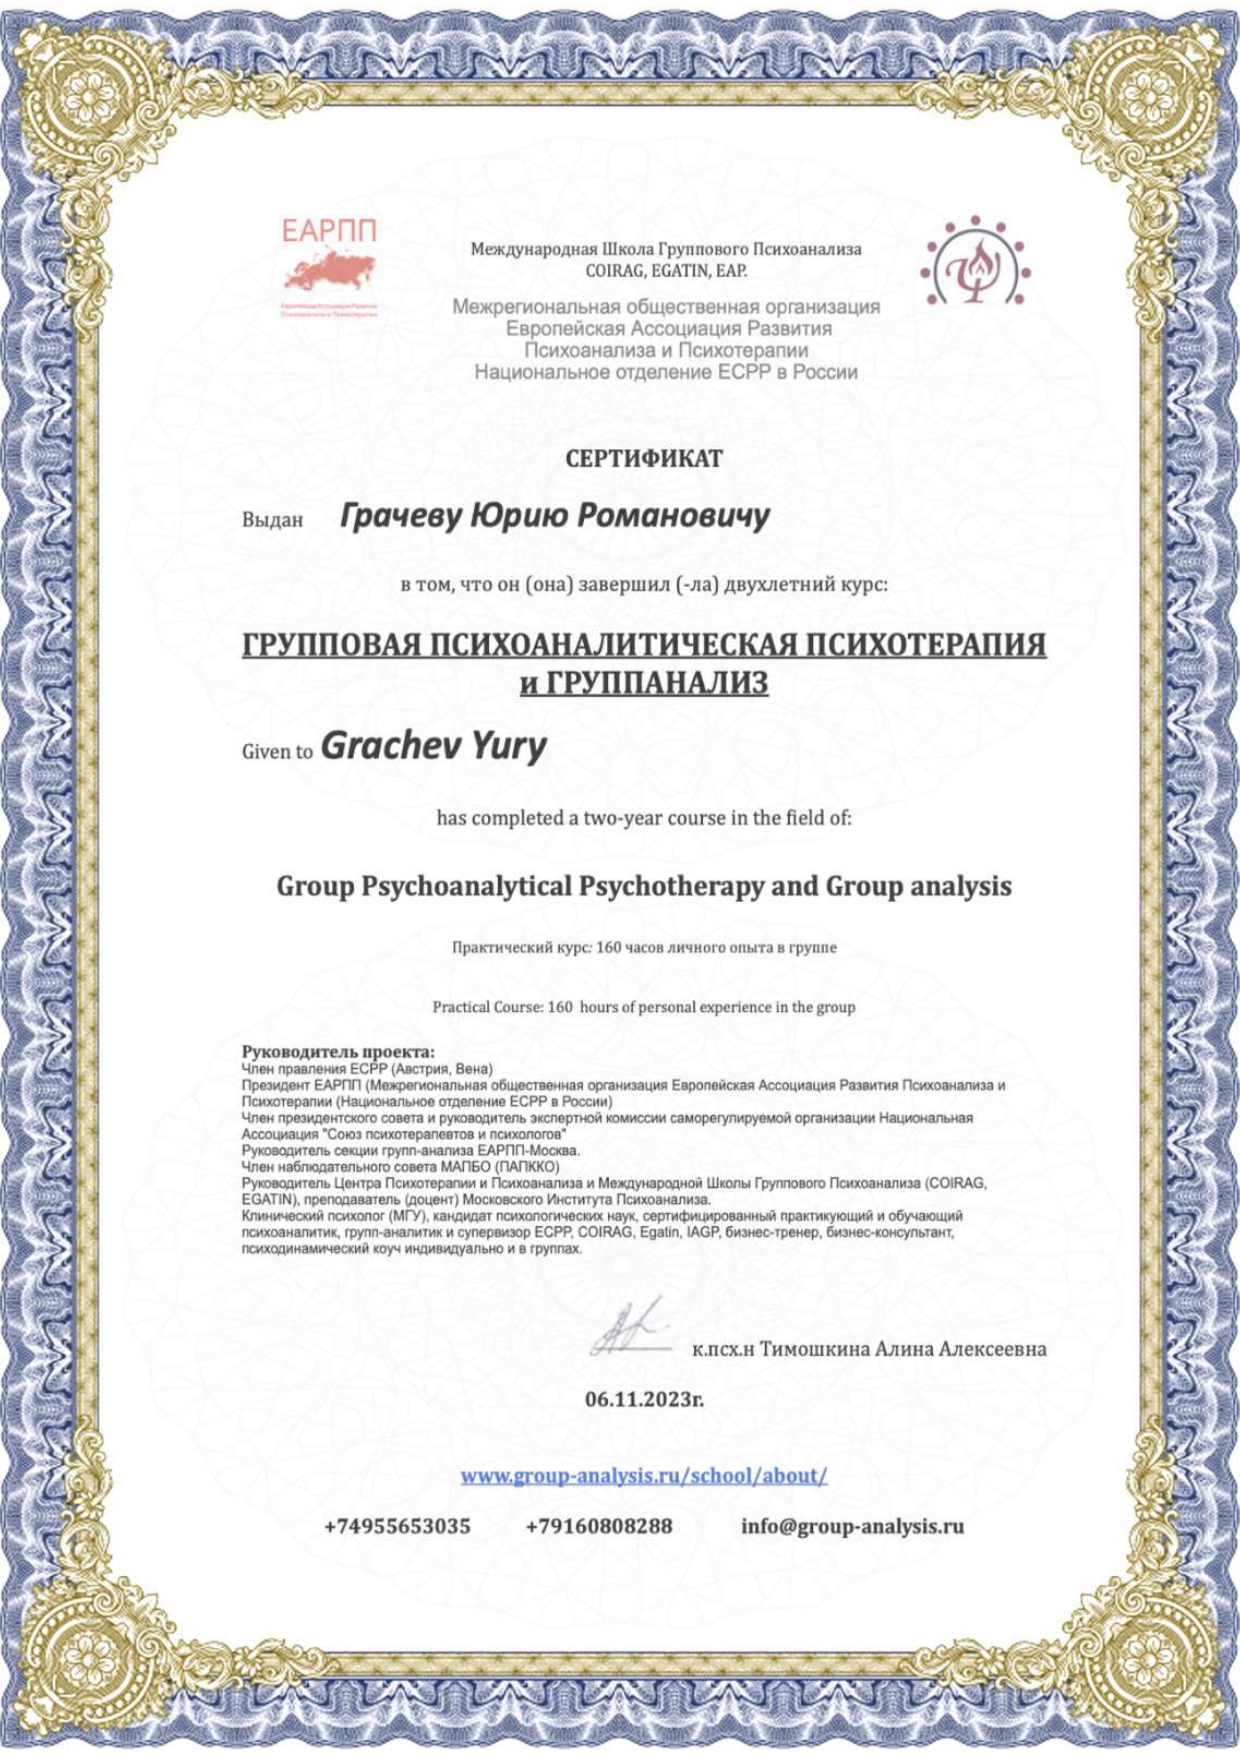 ЕАРПП
Европейская Ассоциация Развития
Психоанализа и Психотерапии
Международная Школа Группового Психоанализа
COIRAG, EGATIN, EAP.
Межрегиональная общественная организация
Европейская Ассоциация Развития
Психоанализа и Психотерапии
Национальное отделение ЕСРР в России
СЕРТИФИКАТ
Выдан Грачеву Юрию Романовичу
в том, что он (она) завершил (-ла) двухлетний курс:
ГРУППОВАЯ ПСИХОАНАЛИТИЧЕСКАЯ ПСИХОТЕРАПИЯ
и ГРУППАНАЛИЗ
Given to Grachev Yury
has completed a two-year course in the field of:
Group Psychoanalytical Psychotherapy and Group analysis
Практический курс: 160 часов личного опыта в группе
Practical Course: 160 hours of personal experience in the group
Руководитель проекта:
Член правления ЕСРР (Австрия, Вена)
Президент ЕАРПП (Межрегиональная общественная организация Европейская Ассоциация Развития Психоанализа и
Психотерапии (Национальное отделение ЕСРР в России)
Член президентского совета и руководитель экспертной комиссии саморегулируемой организации Национальная
Ассоциация "Союз психотерапевтов и психологов"
Руководитель секции групп-анализа ЕАРПП-Москва.
Член наблюдательного совета МАПБО (ПАПККО)
Руководитель Центра Психотерапии и Психоанализа и Международной Школы Группового Психоанализа (COIRAG,
EGATIN), преподаватель (доцент) Московского Института Психоанализа.
Клинический психолог (МГУ), кандидат психологических наук, сертифицированный практикующий и обучающий
психоаналитик, групп-аналитик и супервизор ЕСРР, COIRAG, Egatin, IAGP, бизнес-тренер, бизнес-консультант,
психодинамический коуч индивидуально и в группах.
к.псх.н Тимошкина Алина Алексеевна
06.11.2023г.
www.group-analysis.ru/school/about/
+74955653035 +79160808288 info@group-analysis.ru